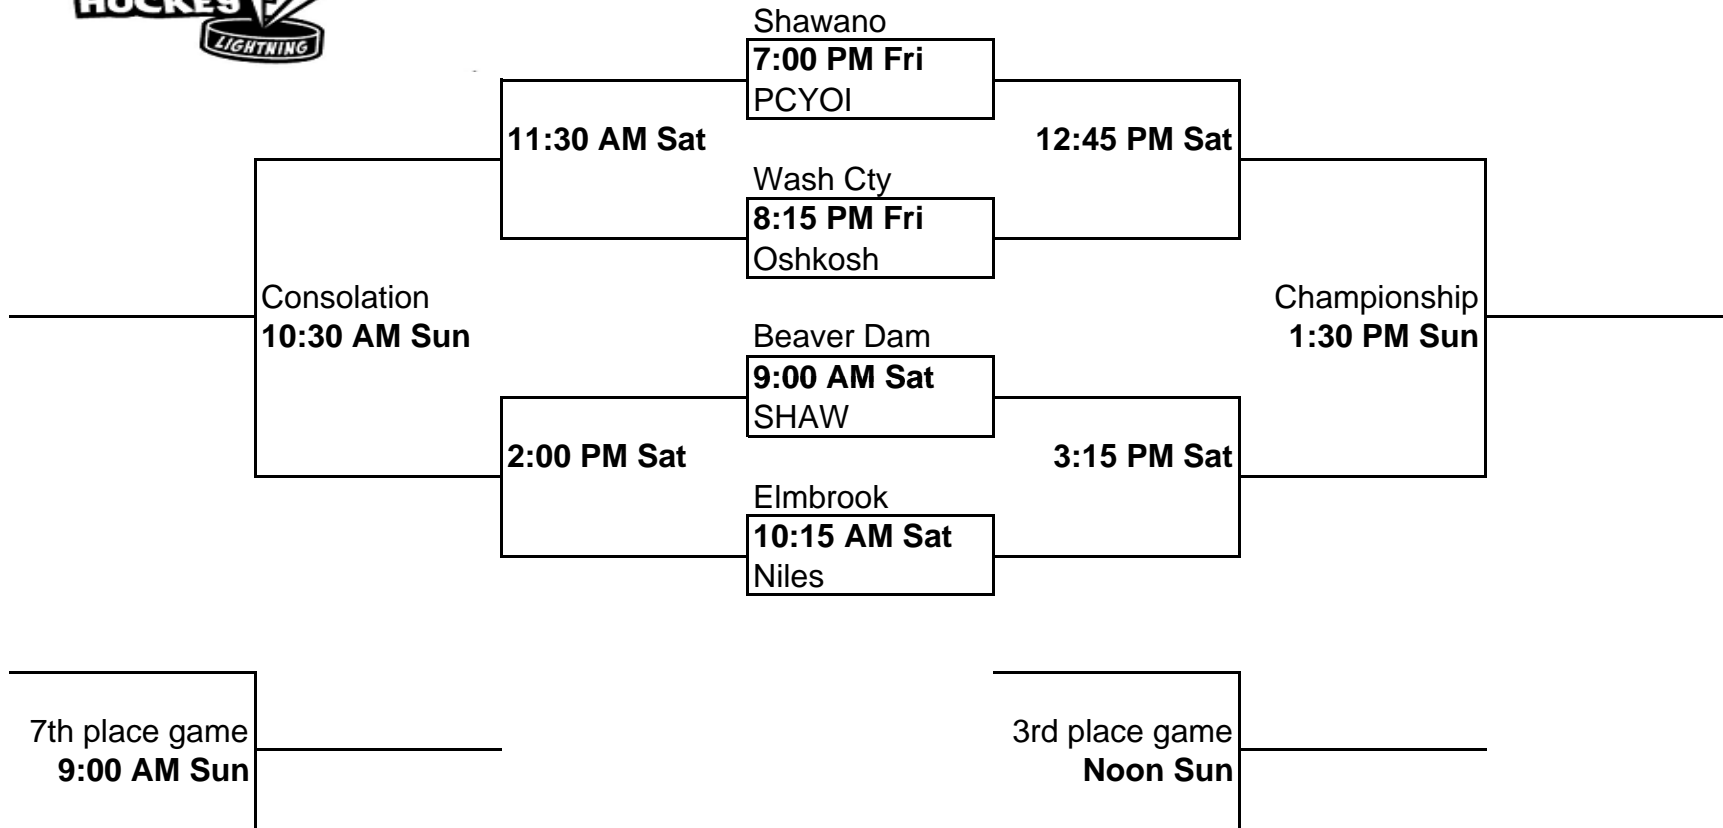 HOCKEY
LIGHTNING
Shawano
7:00 PM Fri
PCYOI
11:30 AM Sat
12:45 PM Sat
Wash Cty
8:15 PM Fri
Oshkosh
Consolation
10:30 AM Sun
Championship
1:30 PM Sun
Beaver Dam
9:00 AM Sat
SHAW
2:00 PM Sat
3:15 PM Sat
Elmbrook
10:15 AM Sat
Niles
7th place game
9:00 AM Sun
3rd place game
Noon Sun